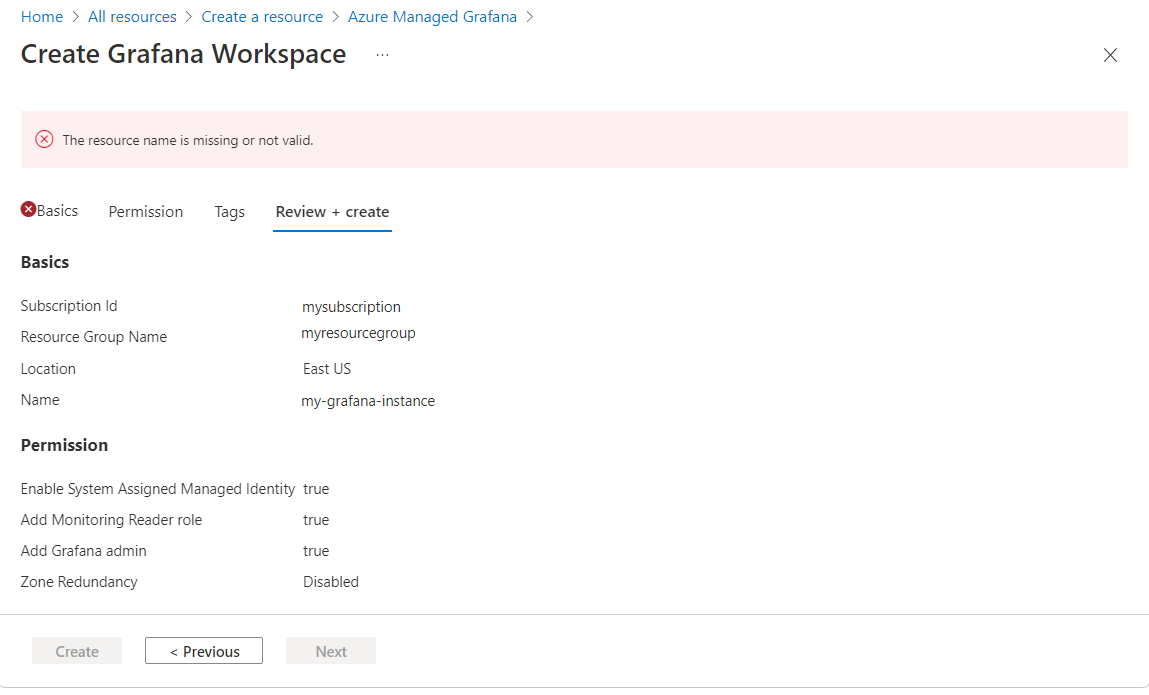 Home > All resources > Create a resource > Azure Managed Grafana >
Create Grafana Workspace ...
The resource name is missing or not valid.
Basics Permission Tags Review + create
Basics
Subscription Id mysubscription
Resource Group Name myresourcegroup
Location East US
Name my-grafana-instance
Permission
Enable System Assigned Managed Identity true
Add Monitoring Reader role true
Add Grafana admin true
Zone Redundancy Disabled
Create < Previous Next